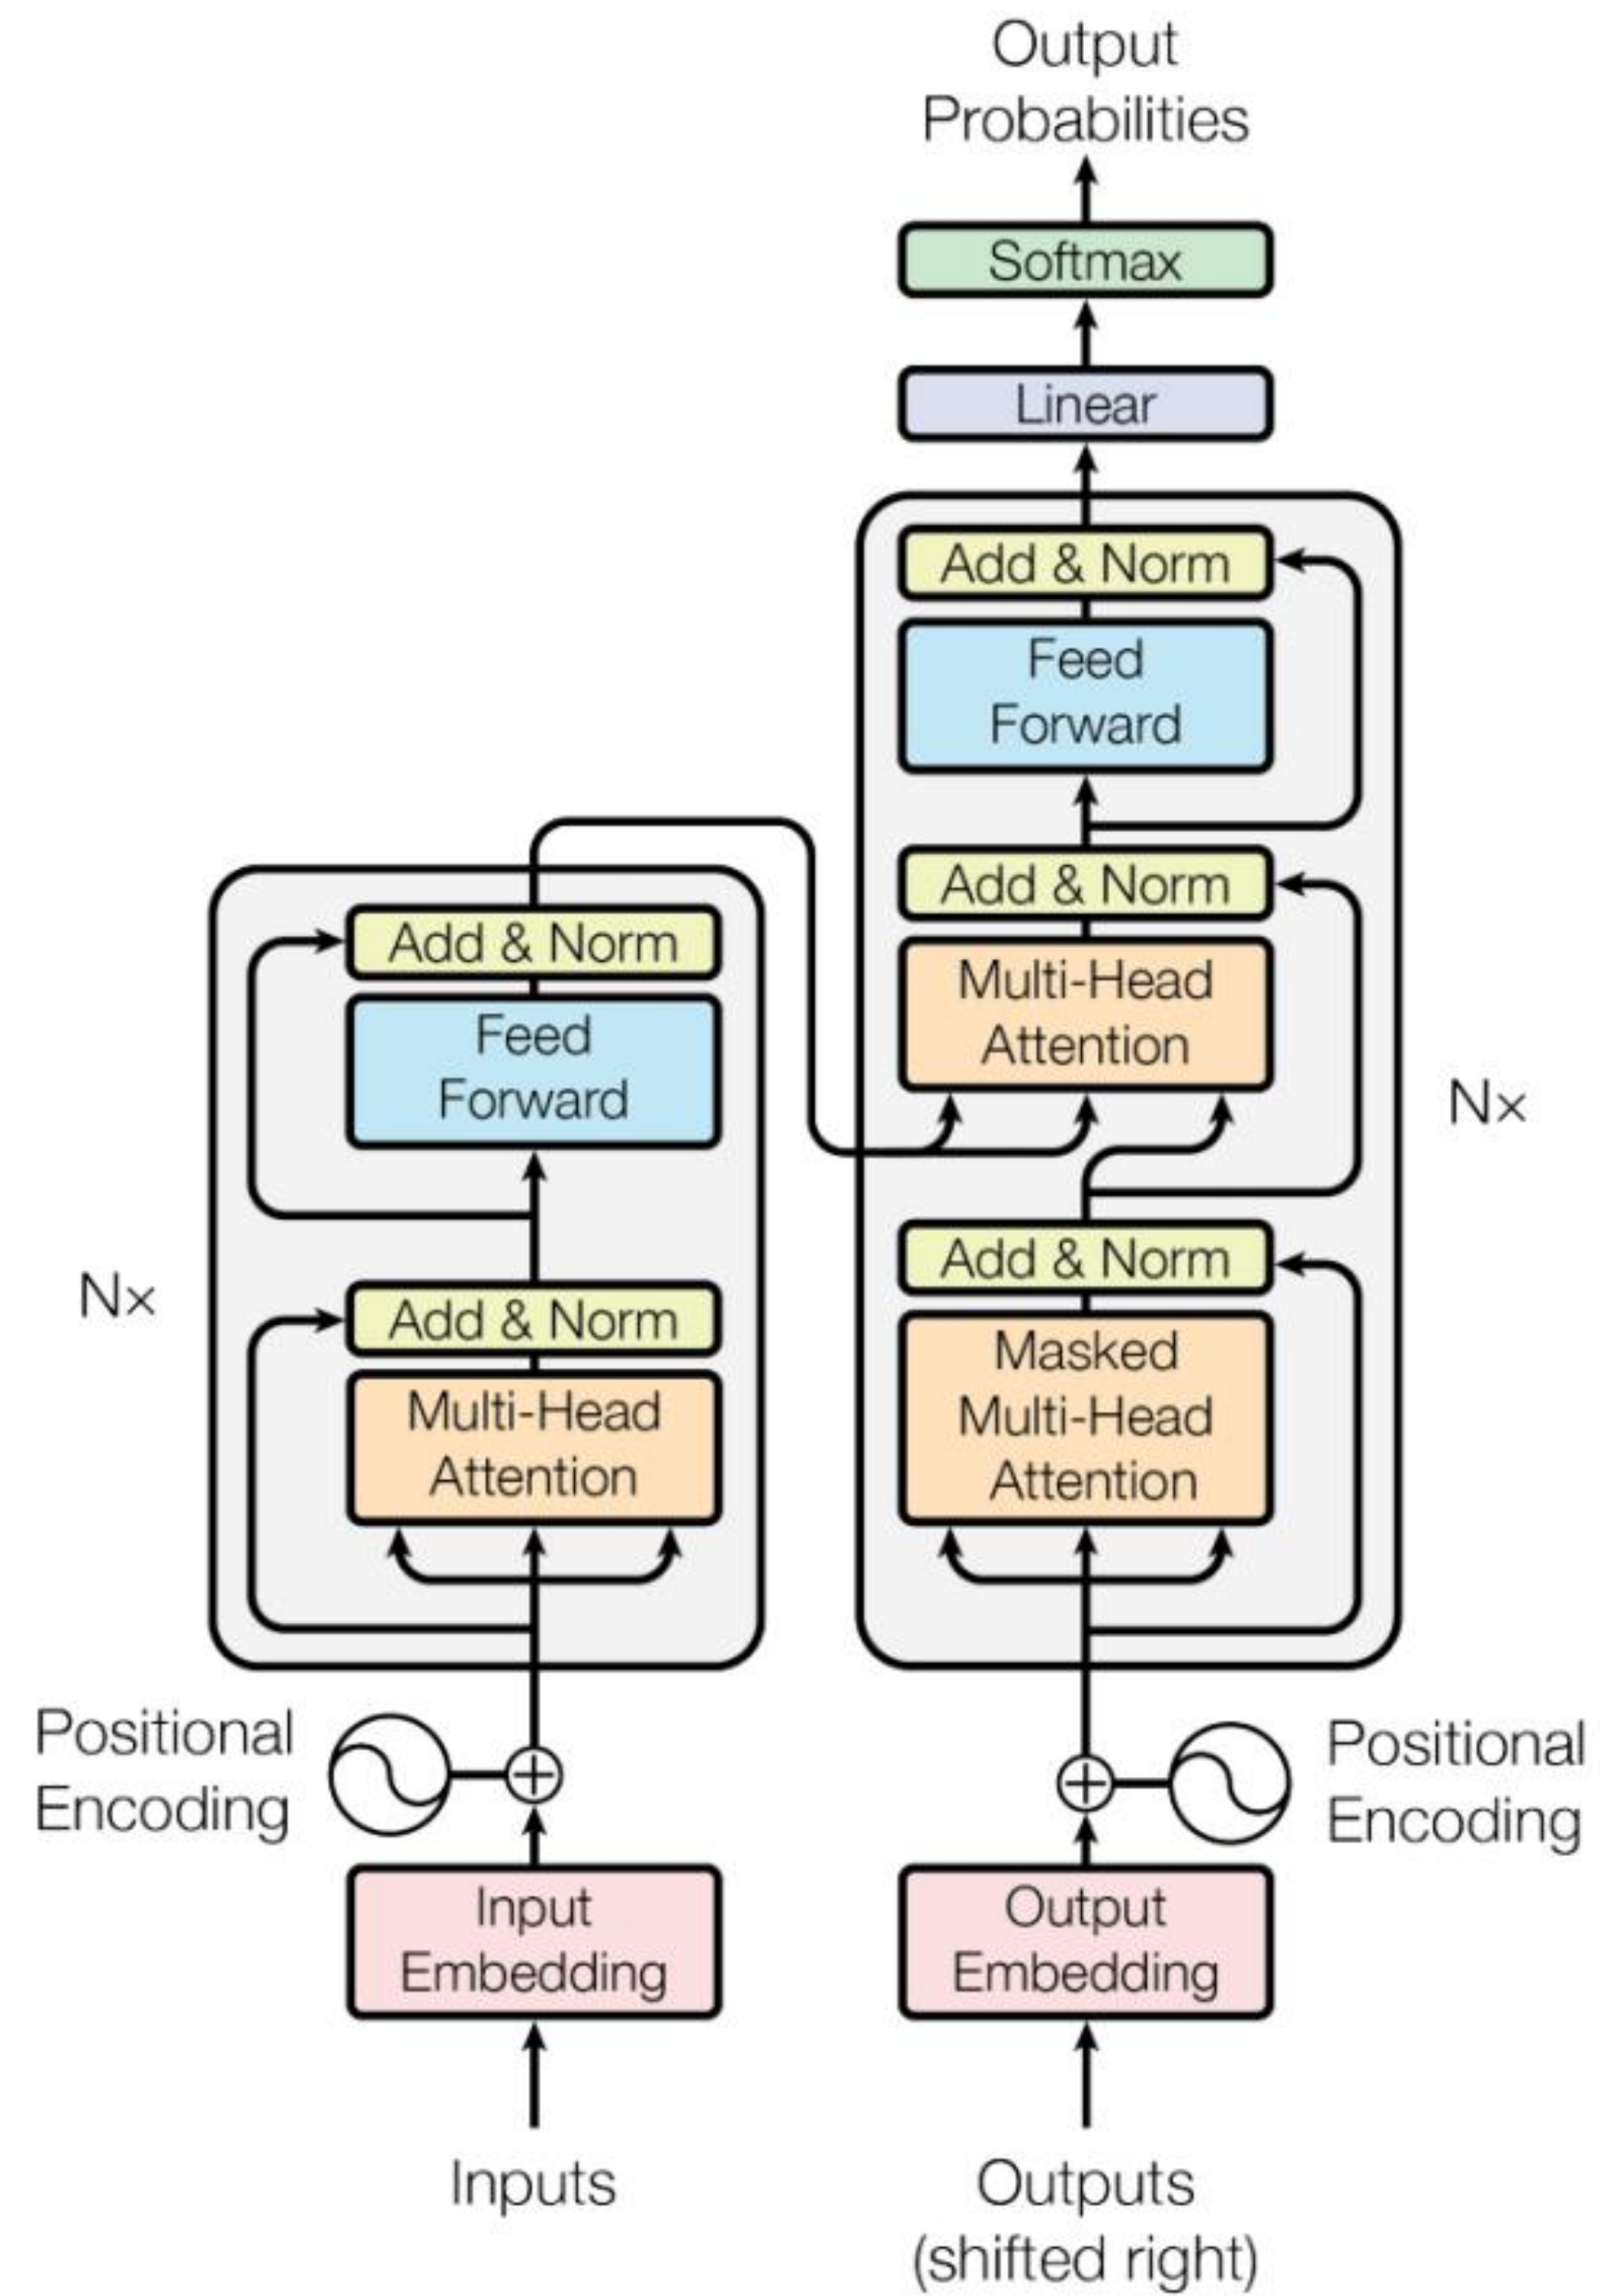 Output
Probabilities
Softmax
Linear
Add & Norm
Feed
Forward
Add & Norm
Multi-Head
Attention
Add & Norm
Masked
Multi-Head
Attention
Nx
Add & Norm
Feed
Forward
Add & Norm
Multi-Head
Attention
Nx
Positional
Encoding
Positional
Encoding
Input
Embedding
Output
Embedding
Inputs
Outputs
(shifted right)